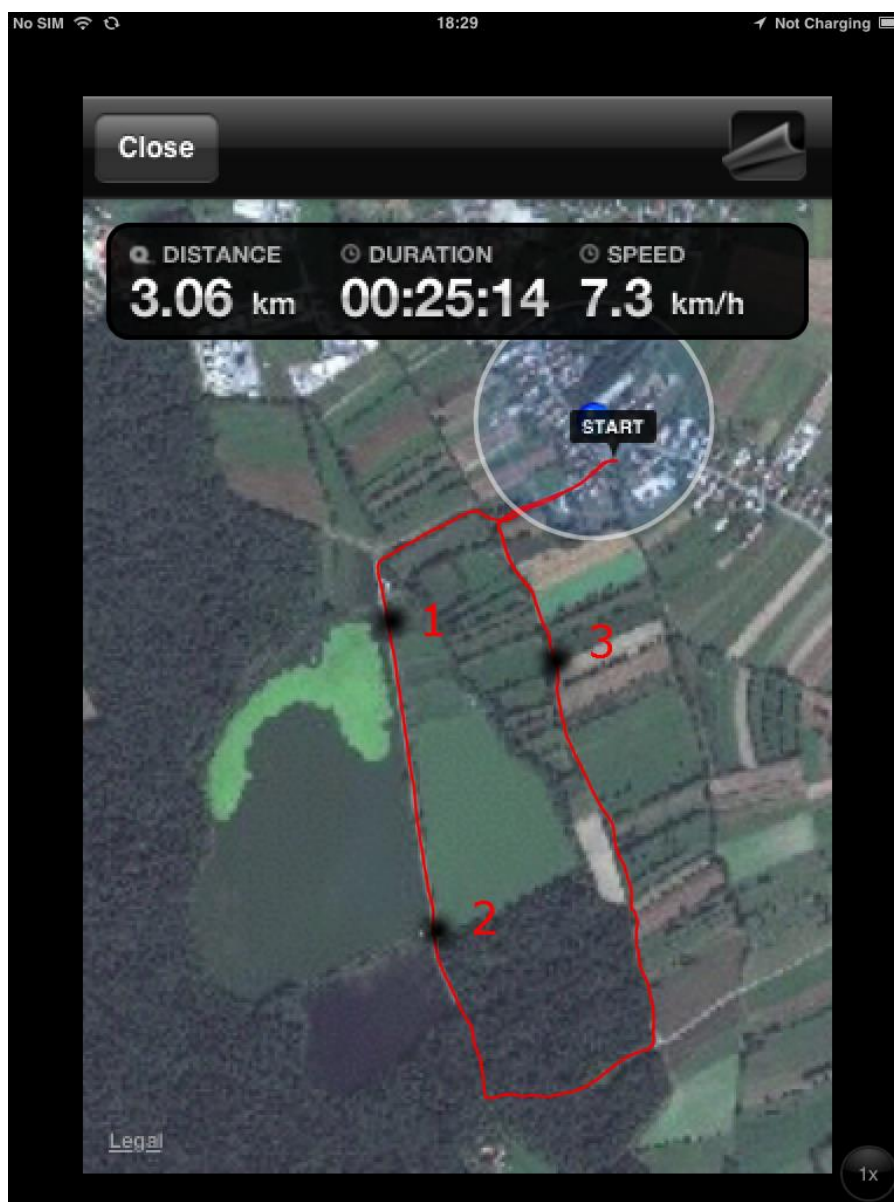 No SIM 18:29 Not Charging
Close
DISTANCE DURATION SPEED
3.06 km 00:25:14 7.3 km/h
START
1
3
2
Legal
1x